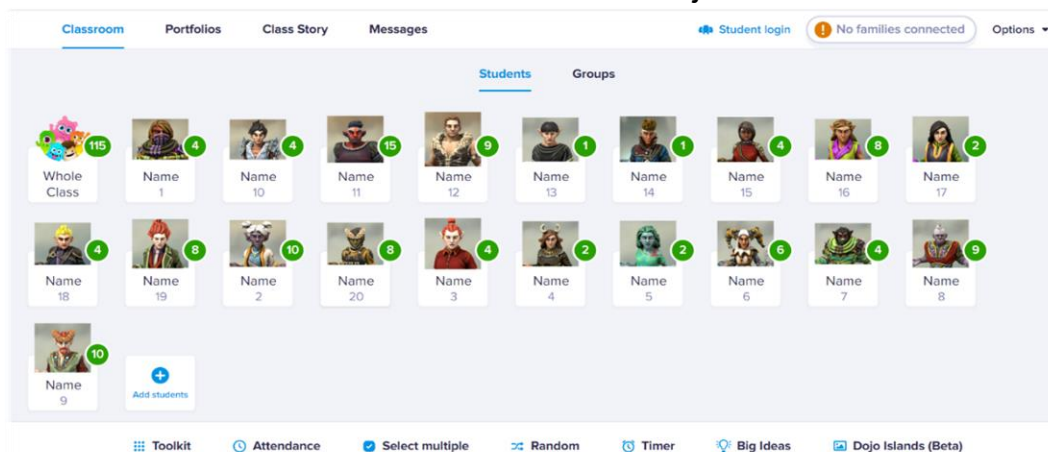 Classroom Portfolios Class Story Messages Student login ! No families connected Options
Students Groups
115 4 4 15 9 1 1 4 8 2
Whole Class Name Name Name Name Name Name Name Name Name
1 10 11 12 13 14 15 16 17
4 8 10 8 4 2 2 6 4 9
Name Name Name Name Name Name Name Name Name Name
18 19 2 20 3 4 5 6 7 8
10
Name
9
Add students
Toolkit Attendance Select multiple Random Timer Big Ideas Dojo Islands (Beta)